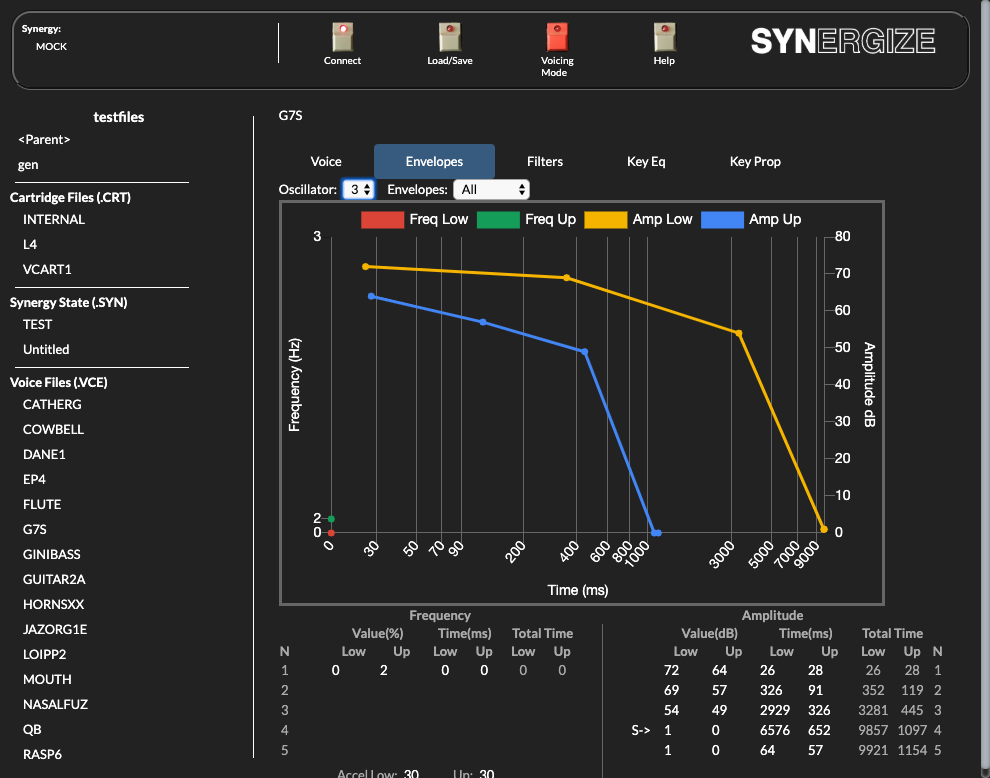 Synergy:
MOCK
Connect
Load/Save
Voicing
Mode
Help
SYNERGIZE
testfiles
<Parent>
gen
Cartridge Files (.CRT)
INTERNAL
L4
VCART1
Synergy State (.SYN)
TEST
Untitled
Voice Files (.VCE)
CATHERG
COWBELL
DANE1
EP4
FLUTE
G7S
GINIBASS
GUITAR2A
HORNSXX
JAZORG1E
LOIPP2
MOUTH
NASALFUZ
QB
RASP6
G7S
Voice Envelopes Filters Key Eq Key Prop
Oscillator: 3 Envelopes: All
Freq Low Freq Up Amp Low Amp Up
3
2
0
Frequency (Hz)
80
70
60
50
40
30
20
10
0
Amplitude dB
0 30 50 70 90 200 400 600 800 1000 3000 5000 7000 9000
Time (ms)
Frequency Amplitude
Value(%) Time(ms) Total Time Value(dB) Time(ms) Total Time
N Low Up Low Up Low Up Low Up Low Up Low Up N
1 0 2 0 0 0 0 72 64 26 28 26 28 1
2 69 57 326 91 352 119 2
3 54 49 2929 326 3281 445 3
4 S-> 1 0 6576 652 9857 1097 4
5 1 0 64 57 9921 1154 5
Accel Low: 30 Up: 30